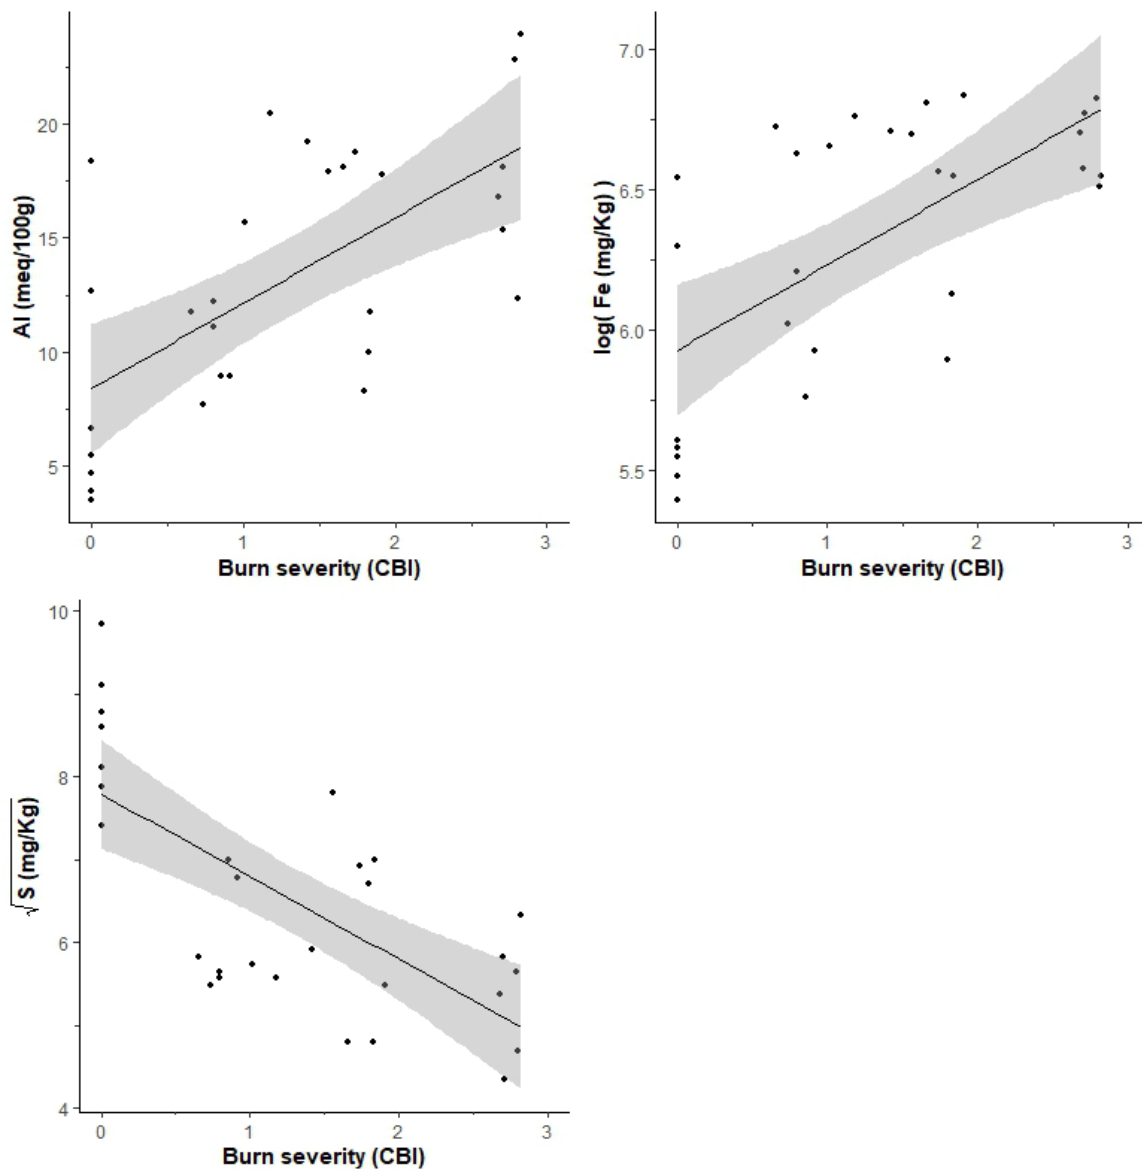 20
15
10
5
Al (meq/100g)
0 1 2 3
Burn severity (CBI)
7.0
6.5
6.0
5.5
log( Fe (mg/Kg) )
0 1 2 3
Burn severity (CBI)
10
8
6
4
√S (mg/Kg)
0 1 2 3
Burn severity (CBI)